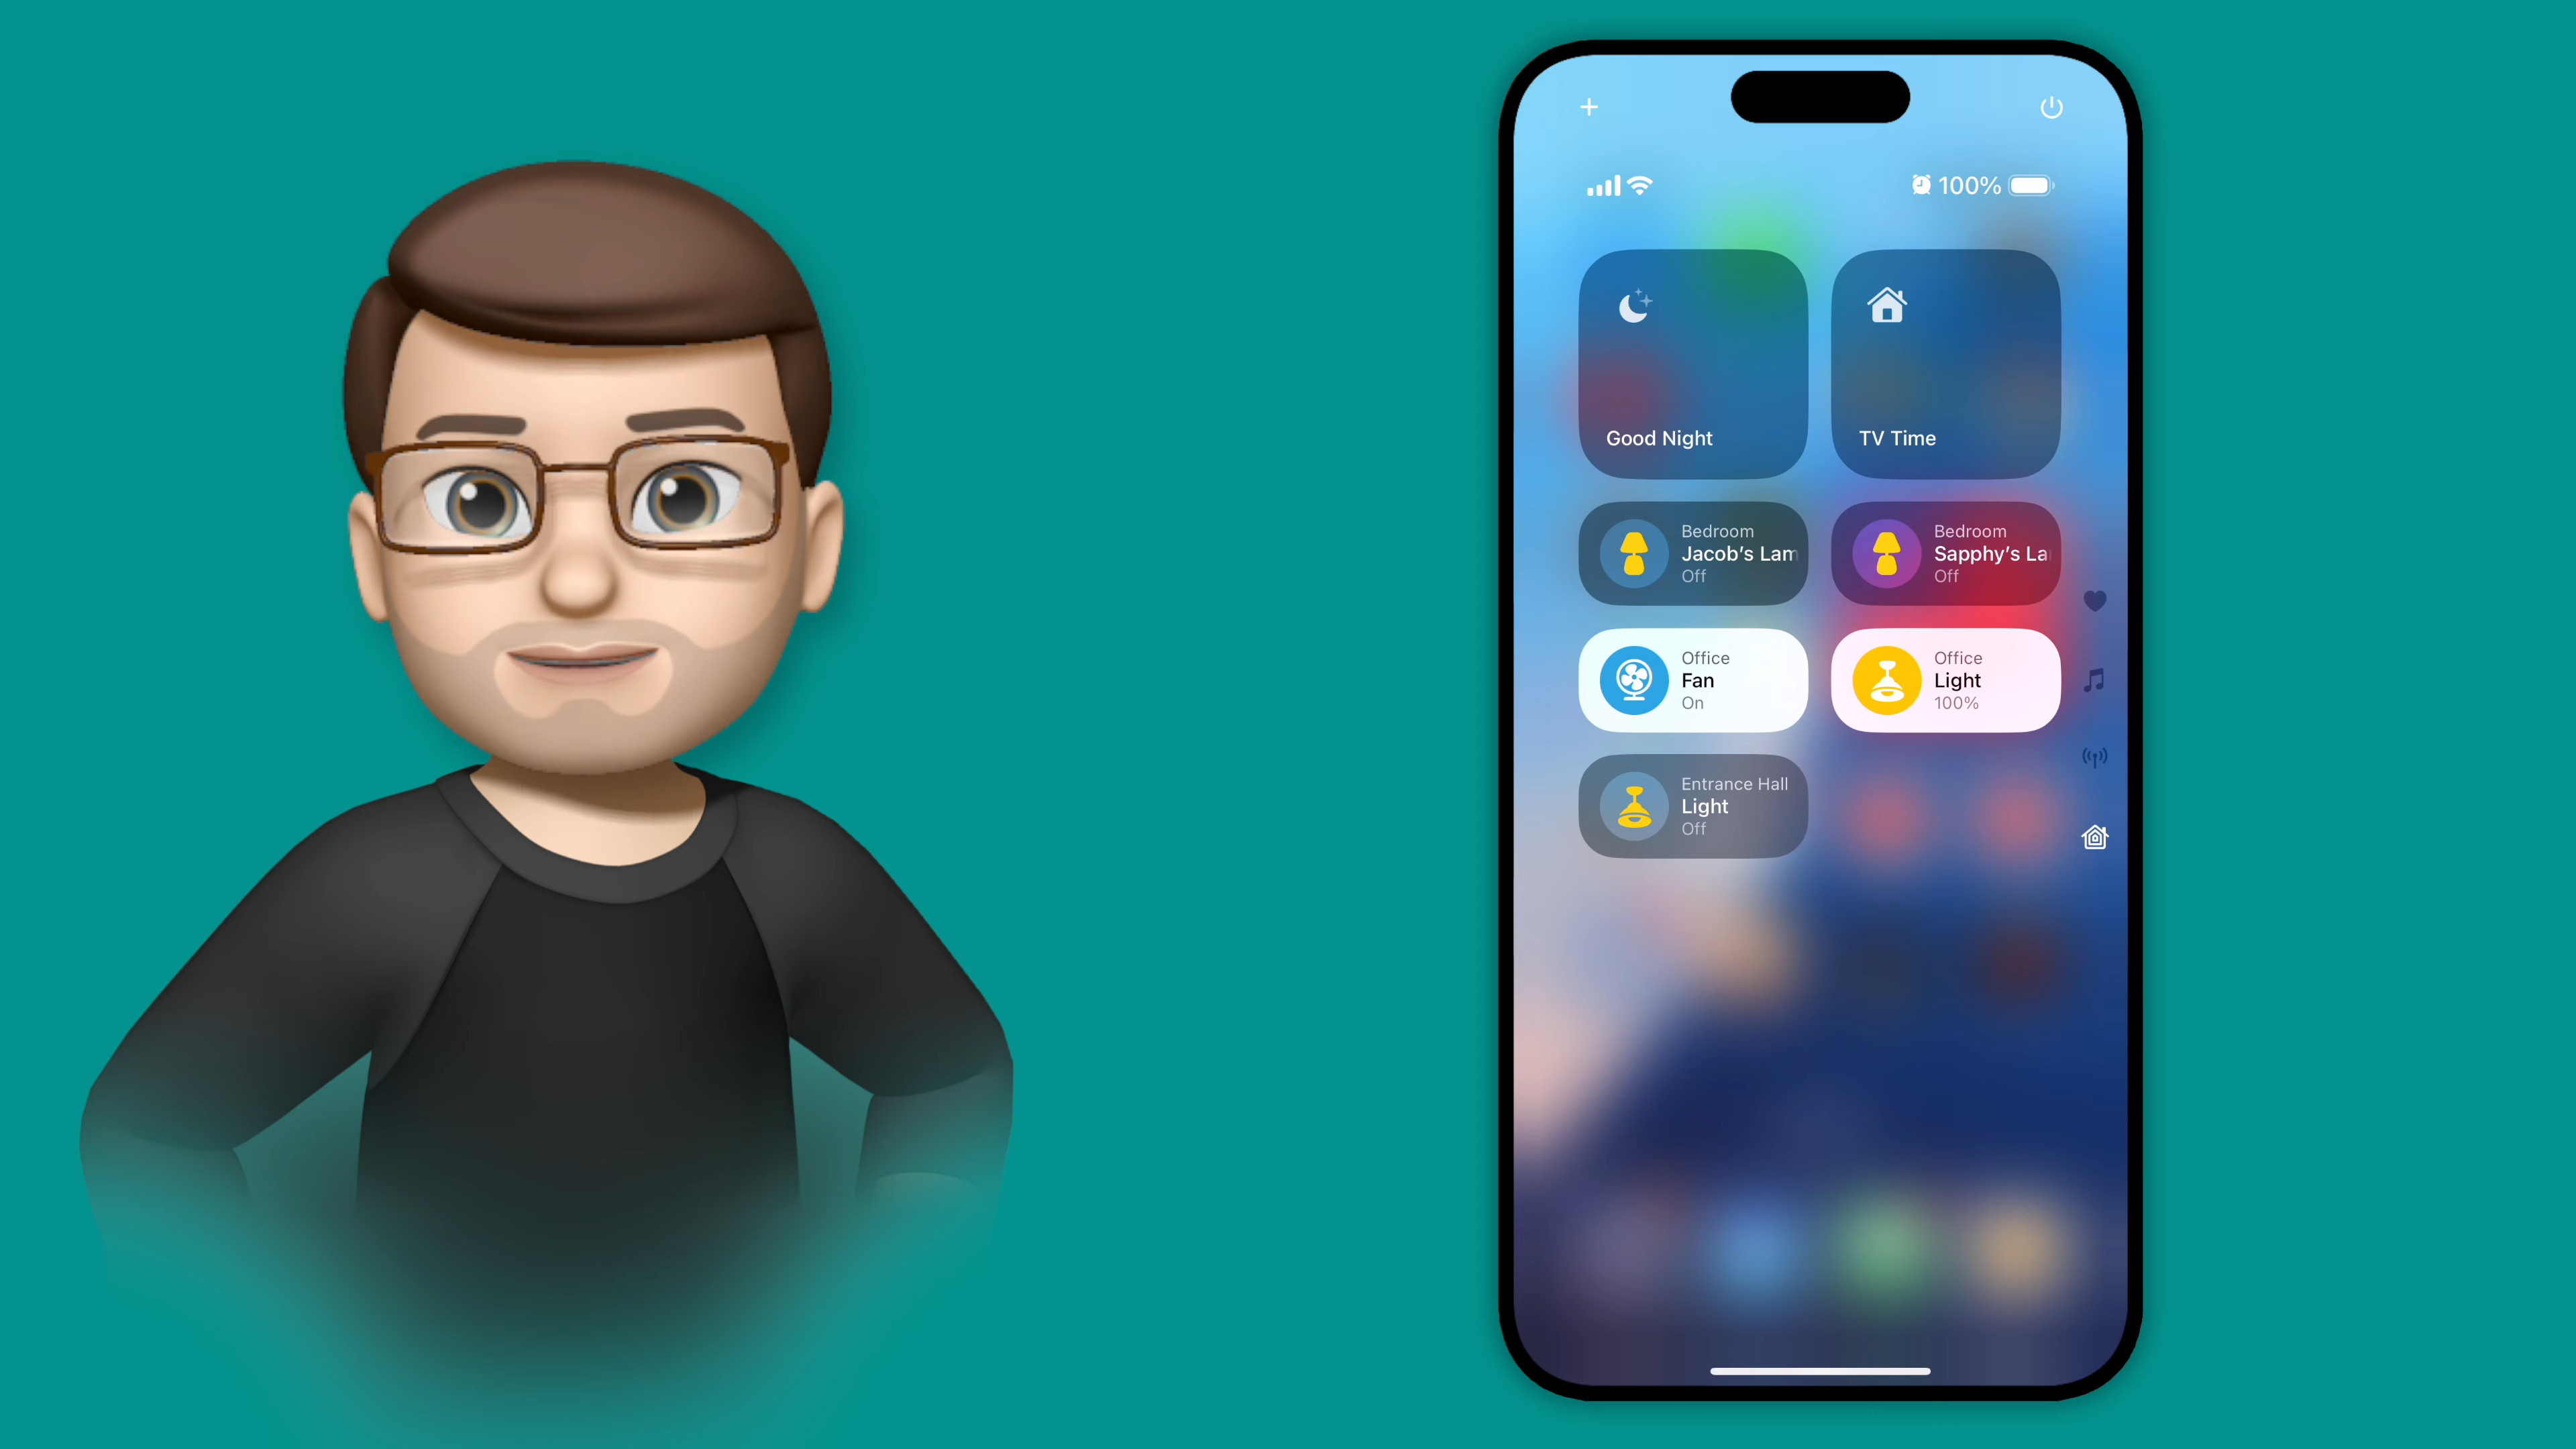 100%
Good Night
TV Time
Bedroom
Jacob’s Lam
Off
Bedroom
Sapphy’s La
Off
Office
Fan
On
Office
Light
100%
Entrance Hall
Light
Off